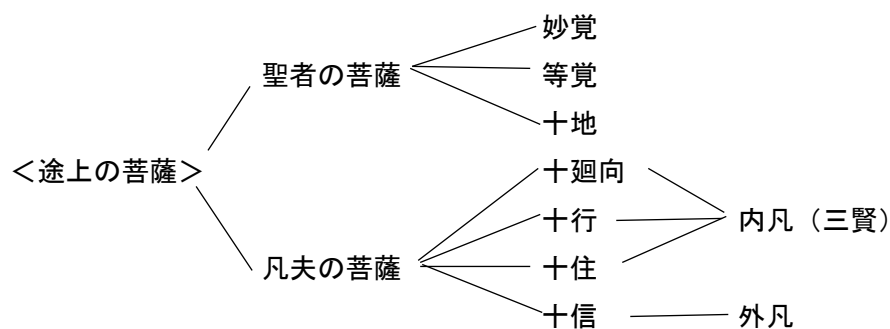 妙覚
聖者の菩薩 等覚
十地
＜途上の菩薩＞ 十廻向
十行 内凡（三賢）
凡夫の菩薩 十住
十信 外凡